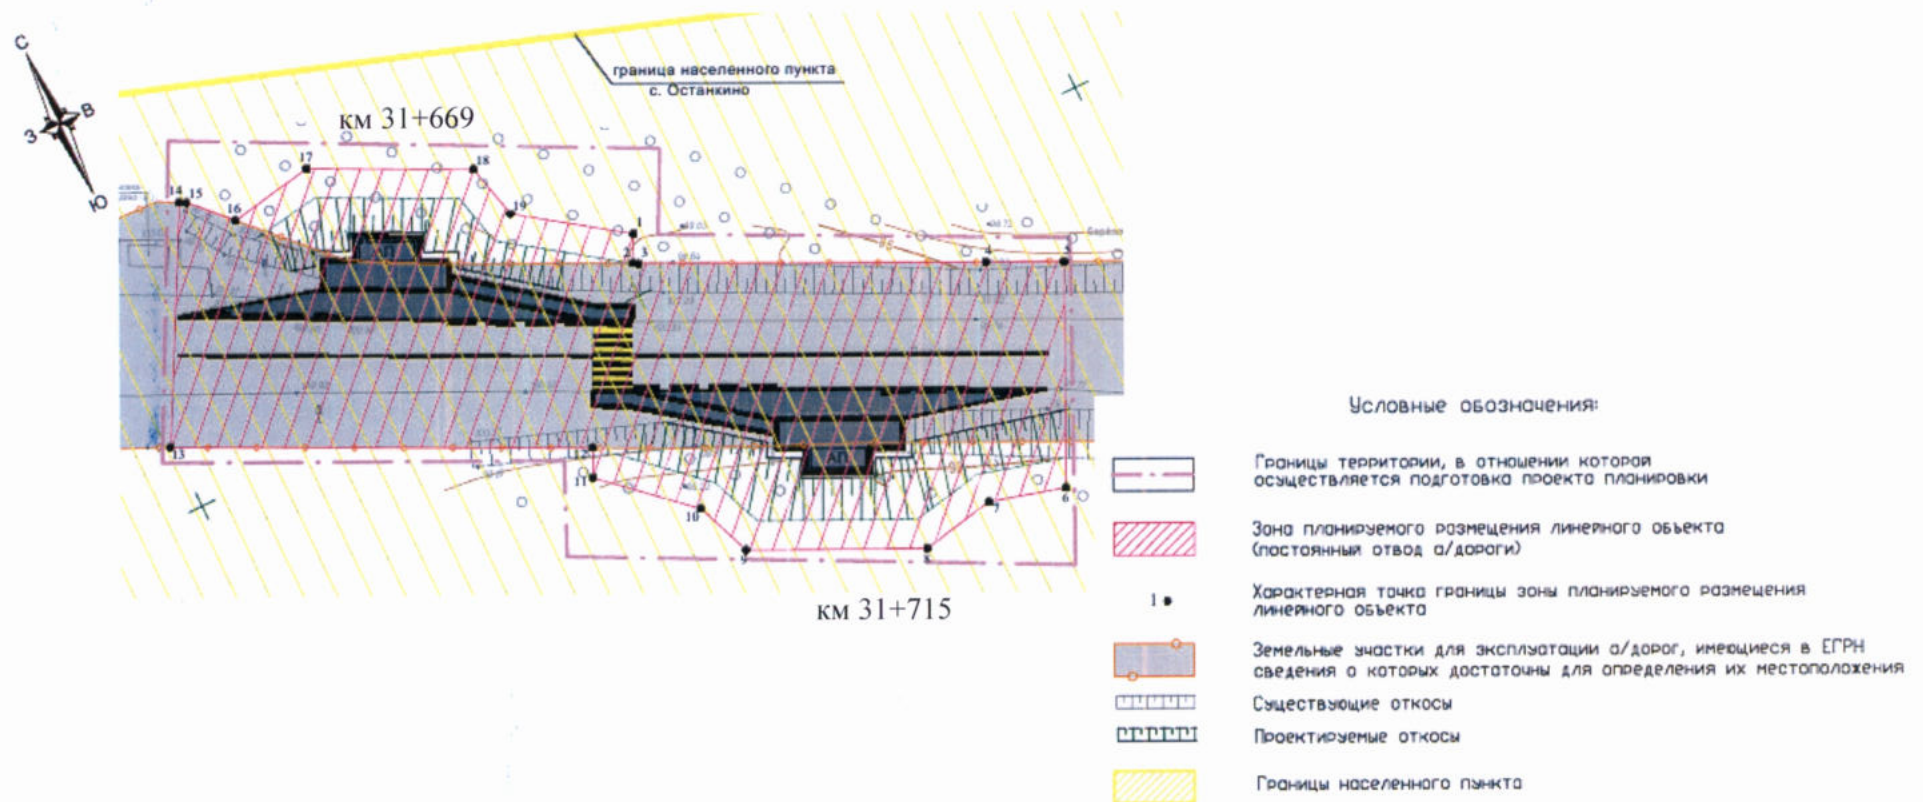 С
В
З
Ю
граница населенного пункта
с. Останкино
км 31+669
17
18
14
15
16
19
1
2
3
4
5
13
12
11
10
9
8
7
6
АП
км 31+715
Условные обозначения:
Границы территории, в отношении которой
осуществляется подготовка проекта планировки
Зона планируемого размещения линейного объекта
(постоянный отвод а/дороги)
1
Характерная точка границы зоны планируемого размещения
линейного объекта
Земельные участки для эксплуатации а/дорог, имеющиеся в ЕГРН
сведения о которых достаточны для определения их местоположения
Существующие откосы
Проектируемые откосы
Границы населенного пункта